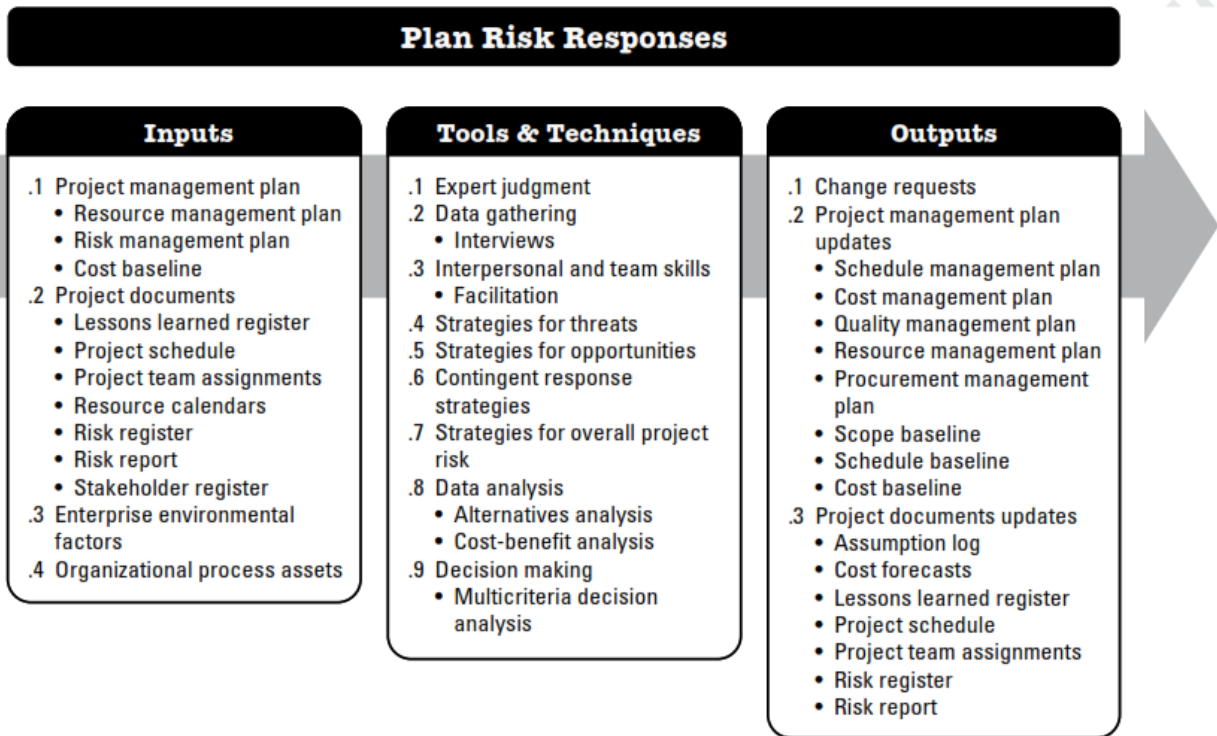 Plan Risk Responses
Inputs
.1 Project management plan
• Resource management plan
• Risk management plan
• Cost baseline
.2 Project documents
• Lessons learned register
• Project schedule
• Project team assignments
• Resource calendars
• Risk register
• Risk report
• Stakeholder register
.3 Enterprise environmental
factors
.4 Organizational process assets
Tools & Techniques
.1 Expert judgment
.2 Data gathering
• Interviews
.3 Interpersonal and team skills
• Facilitation
.4 Strategies for threats
.5 Strategies for opportunities
.6 Contingent response
strategies
.7 Strategies for overall project
risk
.8 Data analysis
• Alternatives analysis
• Cost-benefit analysis
.9 Decision making
• Multicriteria decision
analysis
Outputs
.1 Change requests
.2 Project management plan
updates
• Schedule management plan
• Cost management plan
• Quality management plan
• Resource management plan
• Procurement management
plan
• Scope baseline
• Schedule baseline
• Cost baseline
.3 Project documents updates
• Assumption log
• Cost forecasts
• Lessons learned register
• Project schedule
• Project team assignments
• Risk register
• Risk report